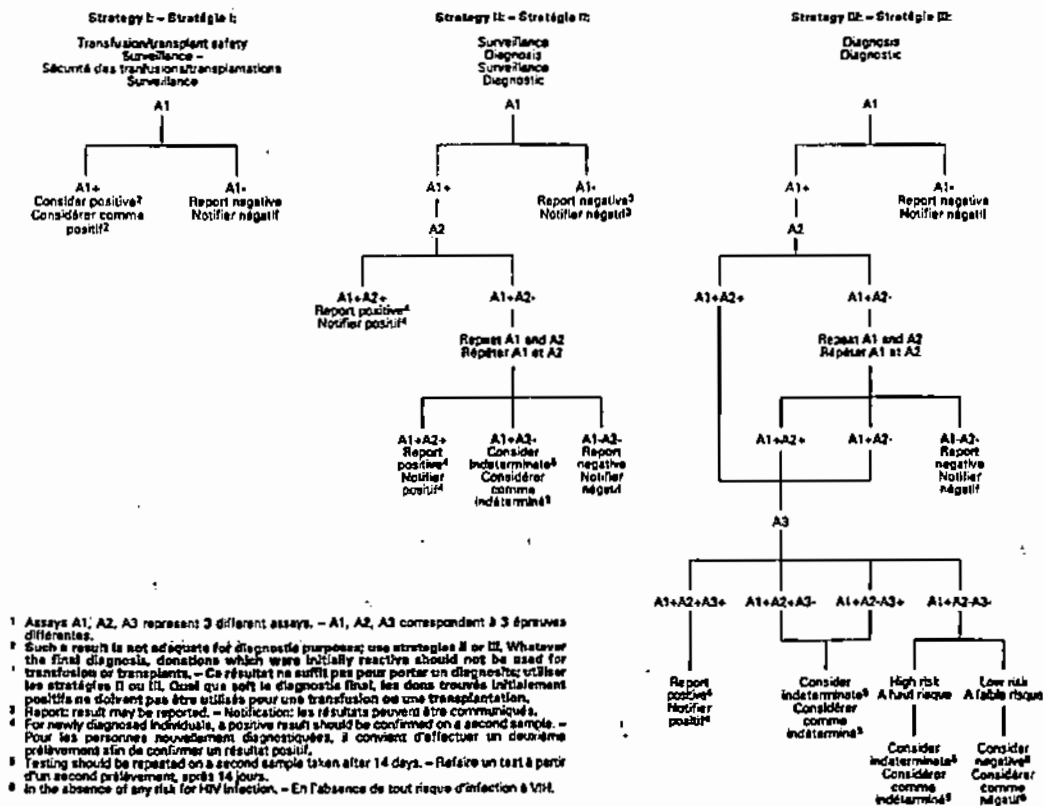 Strategy I: – Stratégie I:
Transfusion/transplant safety
Surveillance –
Sécurité des tranfusions/transplantations
Surveillance
A1
A1+
Consider positive²
Considérer comme
positif²
A1-
Report negative
Notifier négatif
Strategy II: – Stratégie II:
Surveillance
Diagnosis
Surveillance
Diagnostic
A1
A1+
A1-
Report negative³
Notifier négatif³
A2
A1+A2+
Report positive⁴
Notifier positif⁴
A1+A2-
Repeat A1 and A2
Répéter A1 et A2
A1+A2+
Report
positive⁴
Notifier
positif⁴
A1+A2-
Consider
indeterminate⁵
Considérer
comme
indéterminé⁵
A1-A2-
Report
negative
Notifier
négatif
Strategy III: – Stratégie III:
Diagnosis
Diagnostic
A1
A1+
A1-
Report negative
Notifier négatif
A2
A1+A2+
A1+A2-
Repeat A1 and A2
Répéter A1 et A2
A1+A2+
A1+A2-
A1-A2-
Report
negative
Notifier
négatif
A3
A1+A2+A3+
A1+A2+A3-
A1+A2-A3+
A1+A2-A3-
Report
positive⁴
Notifier
positif⁴
Consider
indeterminate⁵
Considérer
comme
indéterminé⁵
High risk
A haut risque
Low risk
A faible risque
Consider
indeterminate⁵
Considérer
comme
indéterminé⁵
Consider
negative⁶
Considérer
comme
négatif⁶
1 Assays A1, A2, A3 represent 3 different assays. – A1, A2, A3 correspondent à 3 épreuves
différentes.
2 Such a result is not adequate for diagnostic purposes; use strategies II or III. Whatever
the final diagnosis, donations which were initially reactive should not be used for
transfusion or transplants. – Ce résultat ne suffit pas pour porter un diagnostic; utiliser
les stratégies II ou III. Quel que soit le diagnostic final, les dons trouvés initialement
positifs ne doivent pas être utilisés pour une transfusion ou une transplantation.
3 Report: result may be reported. – Notification: les résultats peuvent être communiqués.
4 For newly diagnosed individuals, a positive result should be confirmed on a second sample. –
Pour les personnes nouvellement diagnostiquées, il convient d'effectuer un deuxième
prélèvement afin de confirmer un résultat positif.
5 Testing should be repeated on a second sample taken after 14 days. – Refaire un test à partir
d'un second prélèvement, après 14 jours.
6 In the absence of any risk for HIV infection. – En l'absence de tout risque d'infection à VIH.